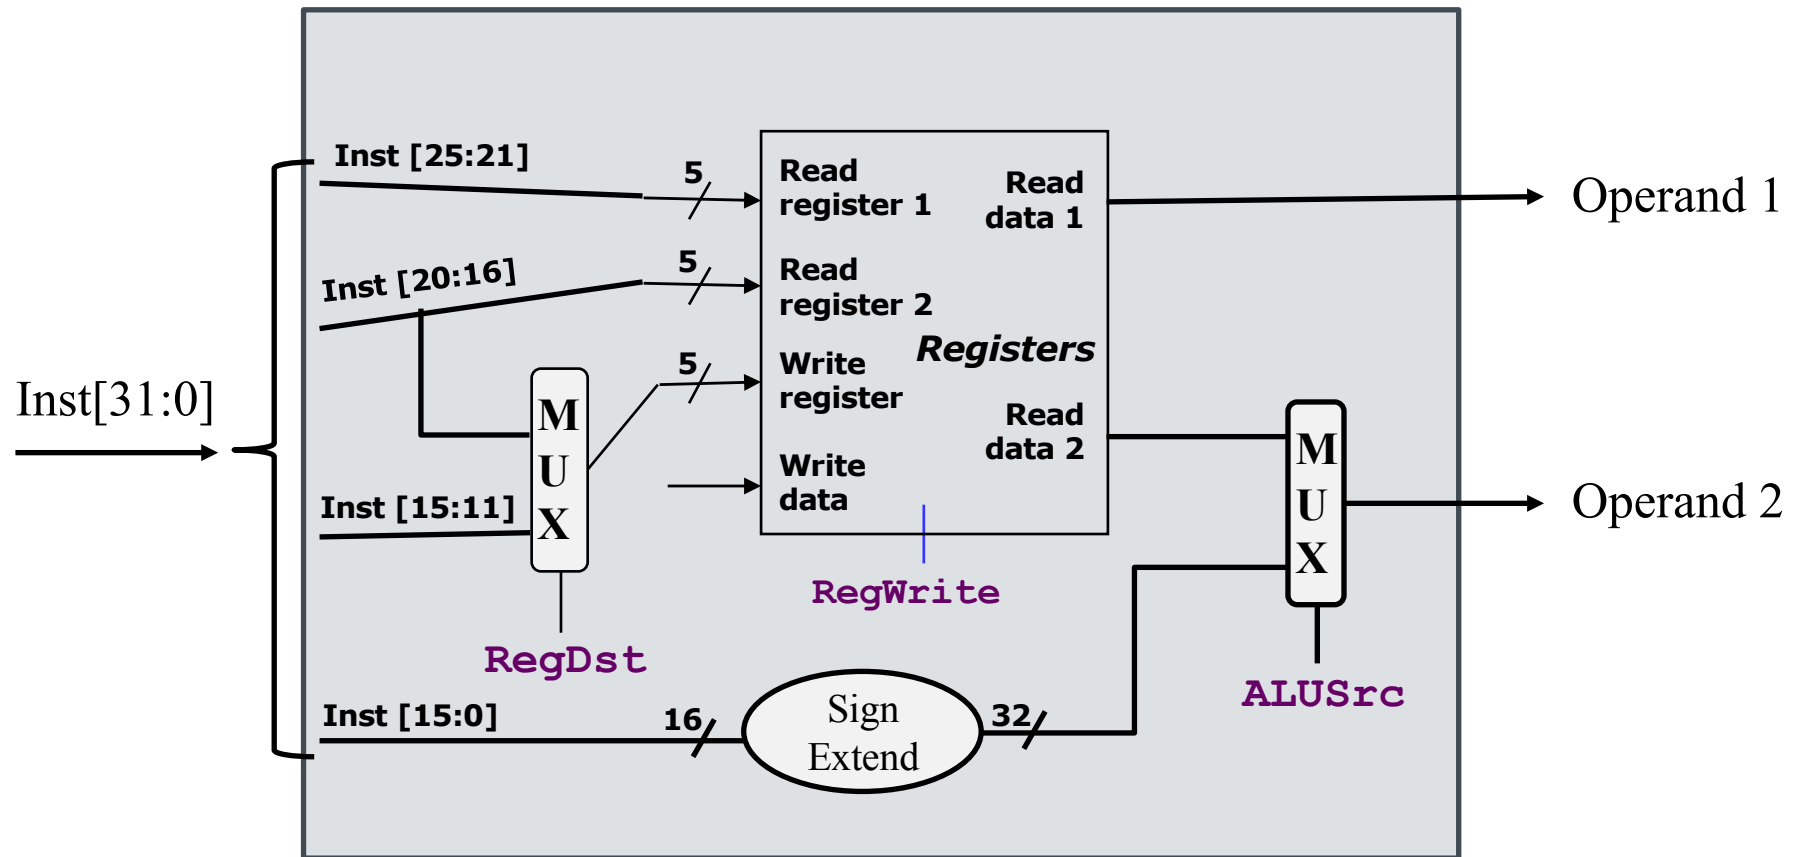 Inst[31:0]
Inst [25:21]
5
Inst [20:16]
5
5
Inst [15:11]
M
U
X
RegDst
Inst [15:0]
16
Sign
Extend
32
Read
register 1
Read
register 2
Write
register
Write
data
Read
data 1
Registers
Read
data 2
RegWrite
M
U
X
ALUSrc
Operand 1
Operand 2